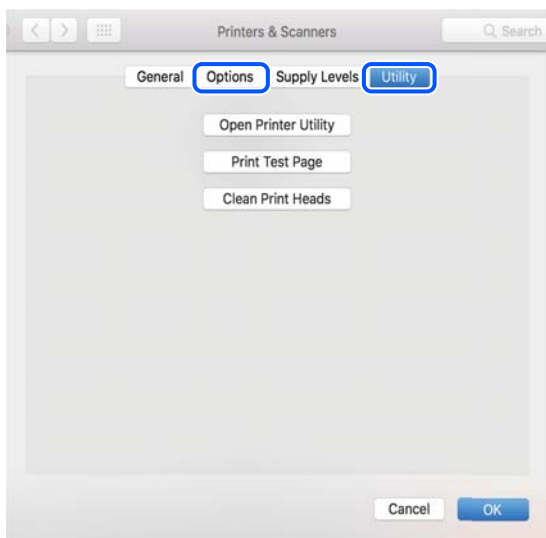 Printers & Scanners Search
General Options Supply Levels Utility
Open Printer Utility
Print Test Page
Clean Print Heads
Cancel OK